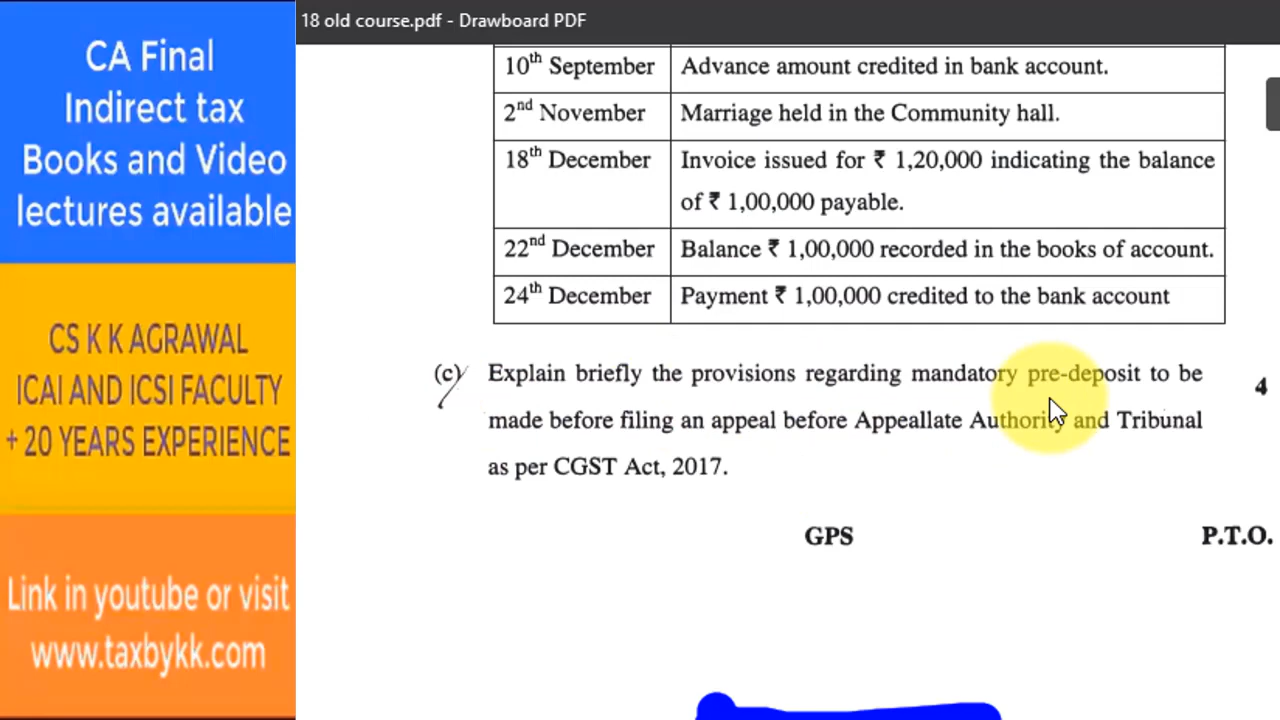 18 old course.pdf - Drawboard PDF
CA Final
Indirect tax
Books and Video
lectures available
CS K K AGRAWAL
ICAI AND ICSI FACULTY
+ 20 YEARS EXPERIENCE
Link in youtube or visit
www.taxbykk.com
10th September Advance amount credited in bank account.
2nd November Marriage held in the Community hall.
18th December Invoice issued for ₹ 1,20,000 indicating the balance
of ₹ 1,00,000 payable.
22nd December Balance ₹ 1,00,000 recorded in the books of account.
24th December Payment ₹ 1,00,000 credited to the bank account
(c) Explain briefly the provisions regarding mandatory pre-deposit to be 4
made before filing an appeal before Appeallate Authority and Tribunal
as per CGST Act, 2017.
GPS P.T.O.